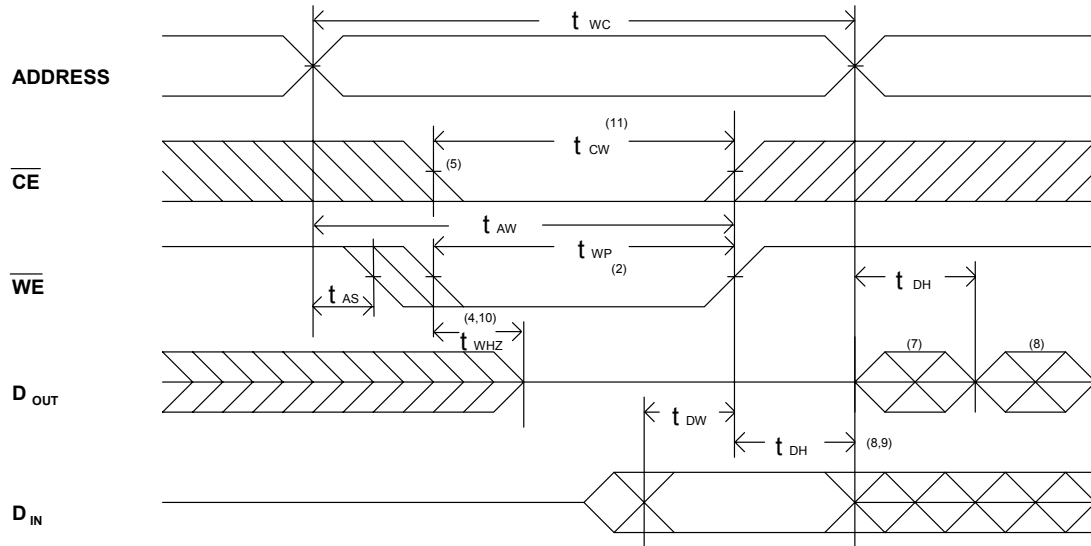 t WC
ADDRESS
(11)
t CW
(5)
CE
t AW
t WP
(2)
WE
t DH
t AS
(4,10)
t WHZ
(7)
(8)
D OUT
t DW
t DH
(8,9)
D IN